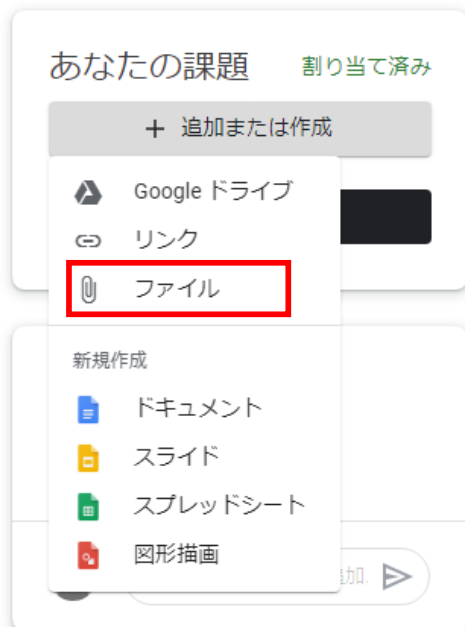 あなたの課題 割り当て済み
+ 追加または作成
Google ドライブ
リンク
ファイル
新規作成
ドキュメント
スライド
スプレッドシート
図形描画
追加